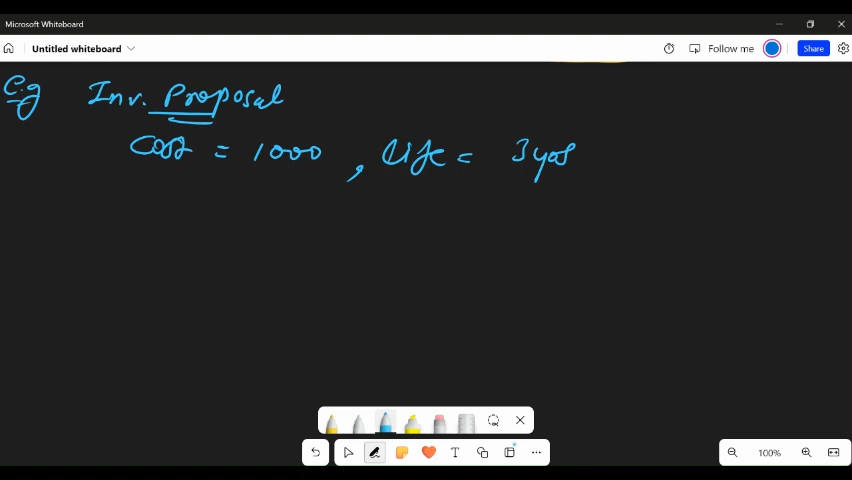 Microsoft Whiteboard
Untitled whiteboard
Follow me
Share
e.g Inv. Proposal
Cost = 1000, Life = 3 yrs
100%